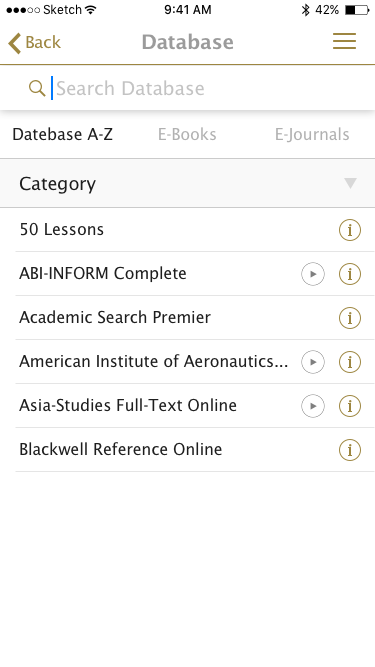 Sketch 9:41 AM 42%
Back Database
Search Database
Datebase A-Z E-Books E-Journals
Category
50 Lessons i
ABI-INFORM Complete i
Academic Search Premier i
American Institute of Aeronautics... i
Asia-Studies Full-Text Online i
Blackwell Reference Online i